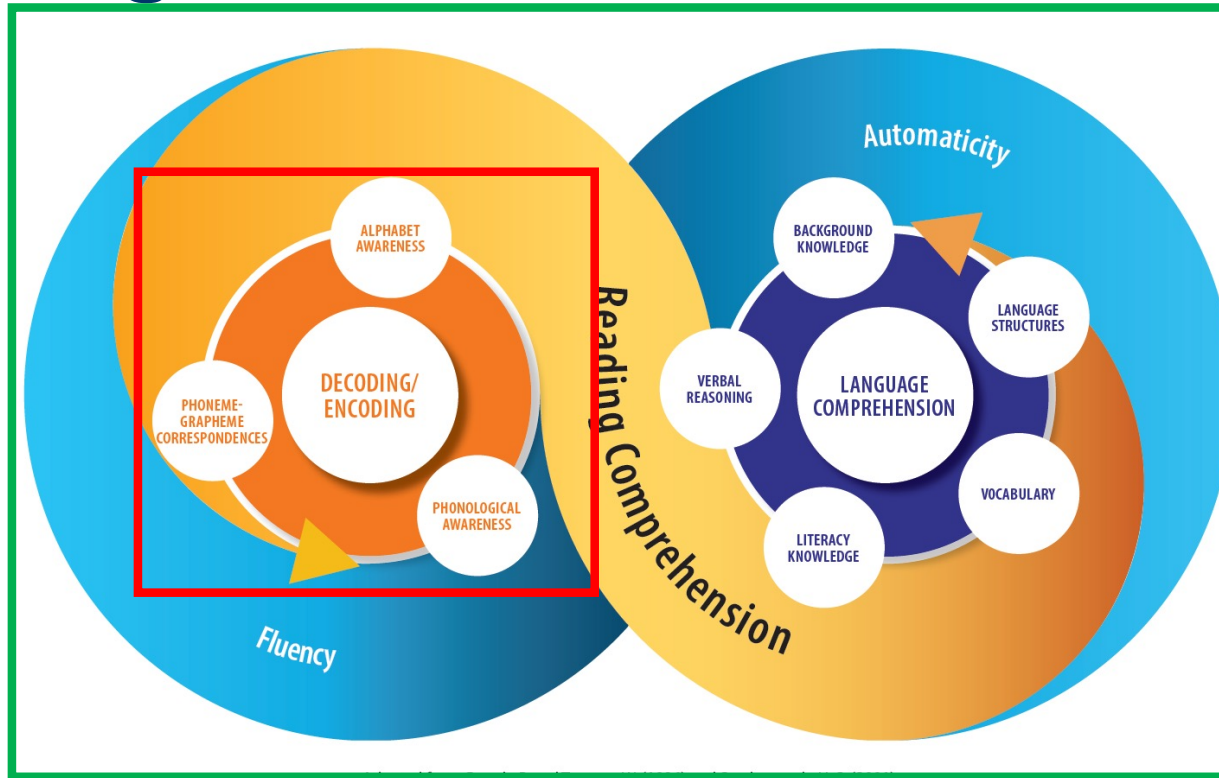 Automaticity
ALPHABET
AWARENESS
DECODING/
ENCODING
PHONEME-
GRAPHEME
CORRESPONDENCES
PHONOLOGICAL
AWARENESS
Fluency
Reading Comprehension
BACKGROUND
KNOWLEDGE
LANGUAGE
STRUCTURES
VERBAL
REASONING
LANGUAGE
COMPREHENSION
VOCABULARY
LITERACY
KNOWLEDGE